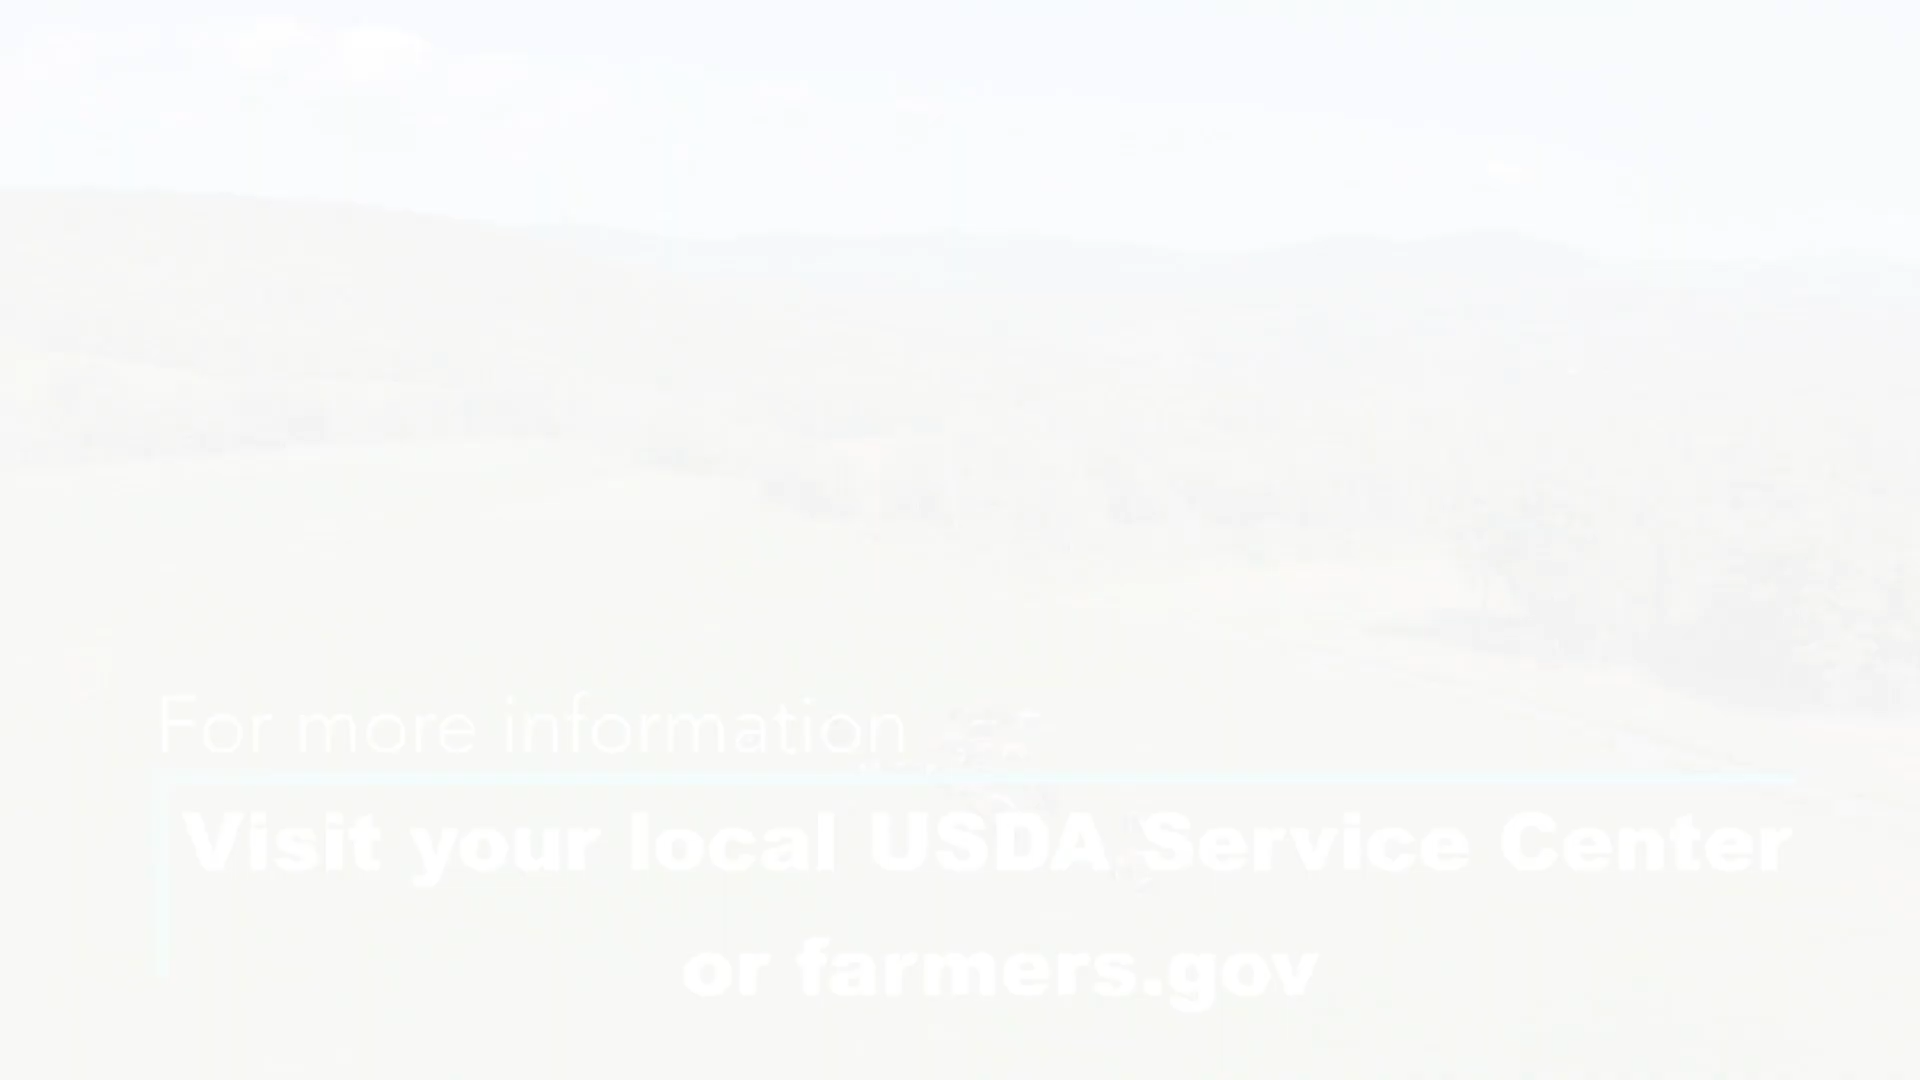 For more information
Visit your local USDA Service Center
or farmers.gov